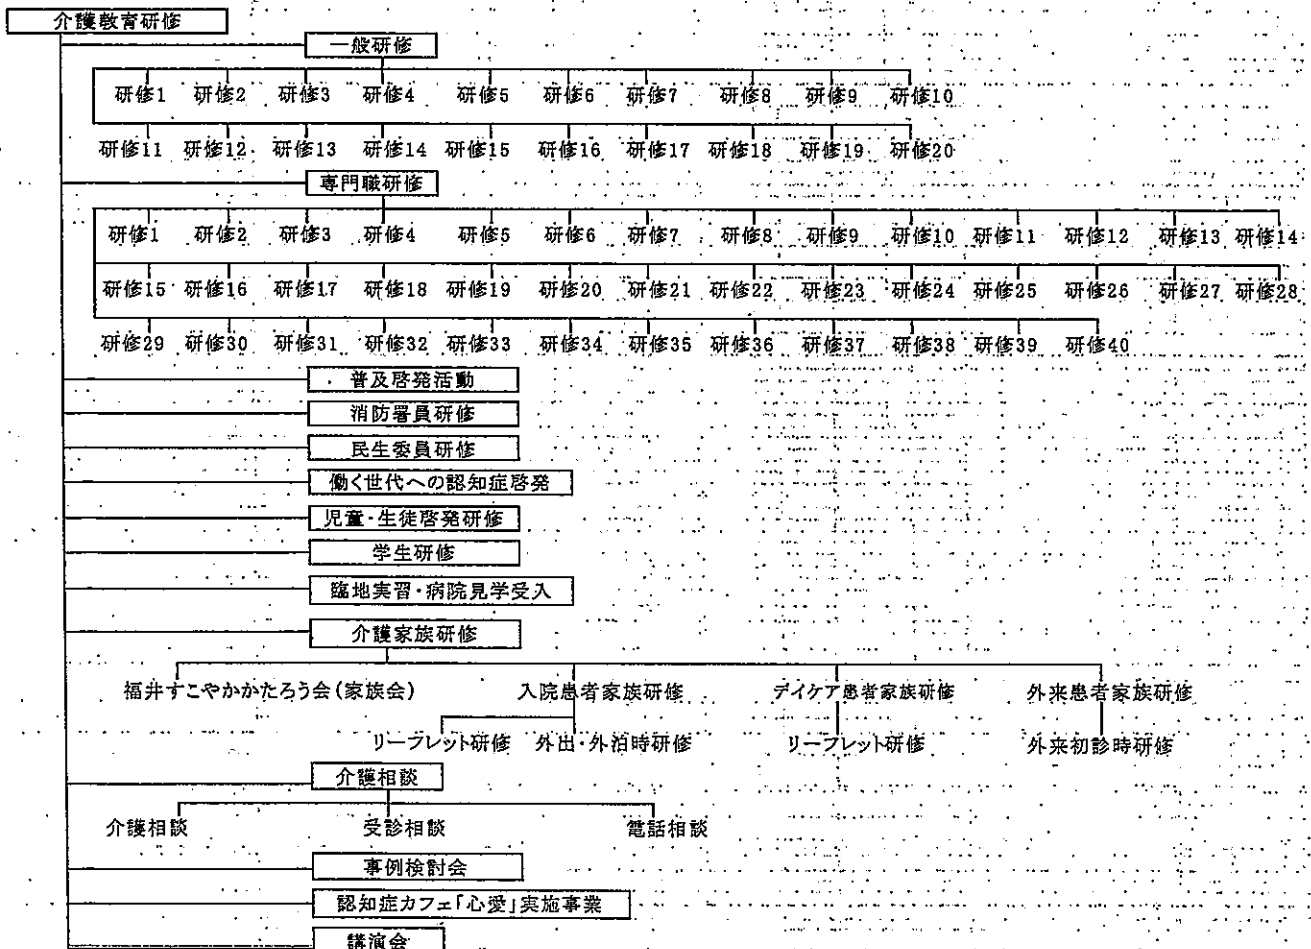 介護教育研修
一般研修
研修1 研修2 研修3 研修4 研修5 研修6 研修7 研修8 研修9 研修10
研修11 研修12 研修13 研修14 研修15 研修16 研修17 研修18 研修19 研修20
専門職研修
研修1 研修2 研修3 研修4 研修5 研修6 研修7 研修8 研修9 研修10 研修11 研修12 研修13 研修14
研修15 研修16 研修17 研修18 研修19 研修20 研修21 研修22 研修23 研修24 研修25 研修26 研修27 研修28
研修29 研修30 研修31 研修32 研修33 研修34 研修35 研修36 研修37 研修38 研修39 研修40
普及啓発活動
消防署員研修
民生委員研修
働く世代への認知症啓発
児童・生徒啓発研修
学生研修
臨地実習・病院見学受入
介護家族研修
福井すこやかかたろう会(家族会) 入院患者家族研修 デイケア患者家族研修 外来患者家族研修
リーフレット研修 外出・外泊時研修 リーフレット研修 外来初診時研修
介護相談
介護相談 受診相談 電話相談
事例検討会
認知症カフェ「心愛」実施事業
講演会